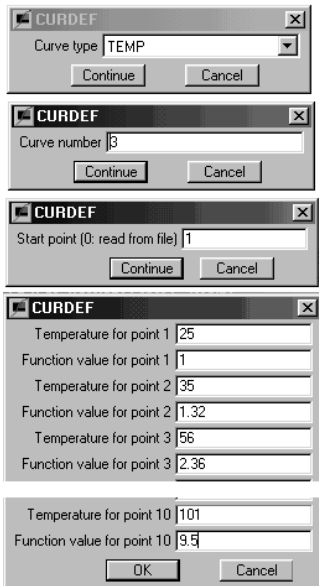 CURDEF
Curve type TEMP
Continue Cancel
CURDEF
Curve number 3
Continue Cancel
CURDEF
Start point (0: read from file) 1
Continue Cancel
CURDEF
Temperature for point 1 25
Function value for point 1 1
Temperature for point 2 35
Function value for point 2 1.32
Temperature for point 3 56
Function value for point 3 2.36
Temperature for point 10 101
Function value for point 10 9.5
OK Cancel